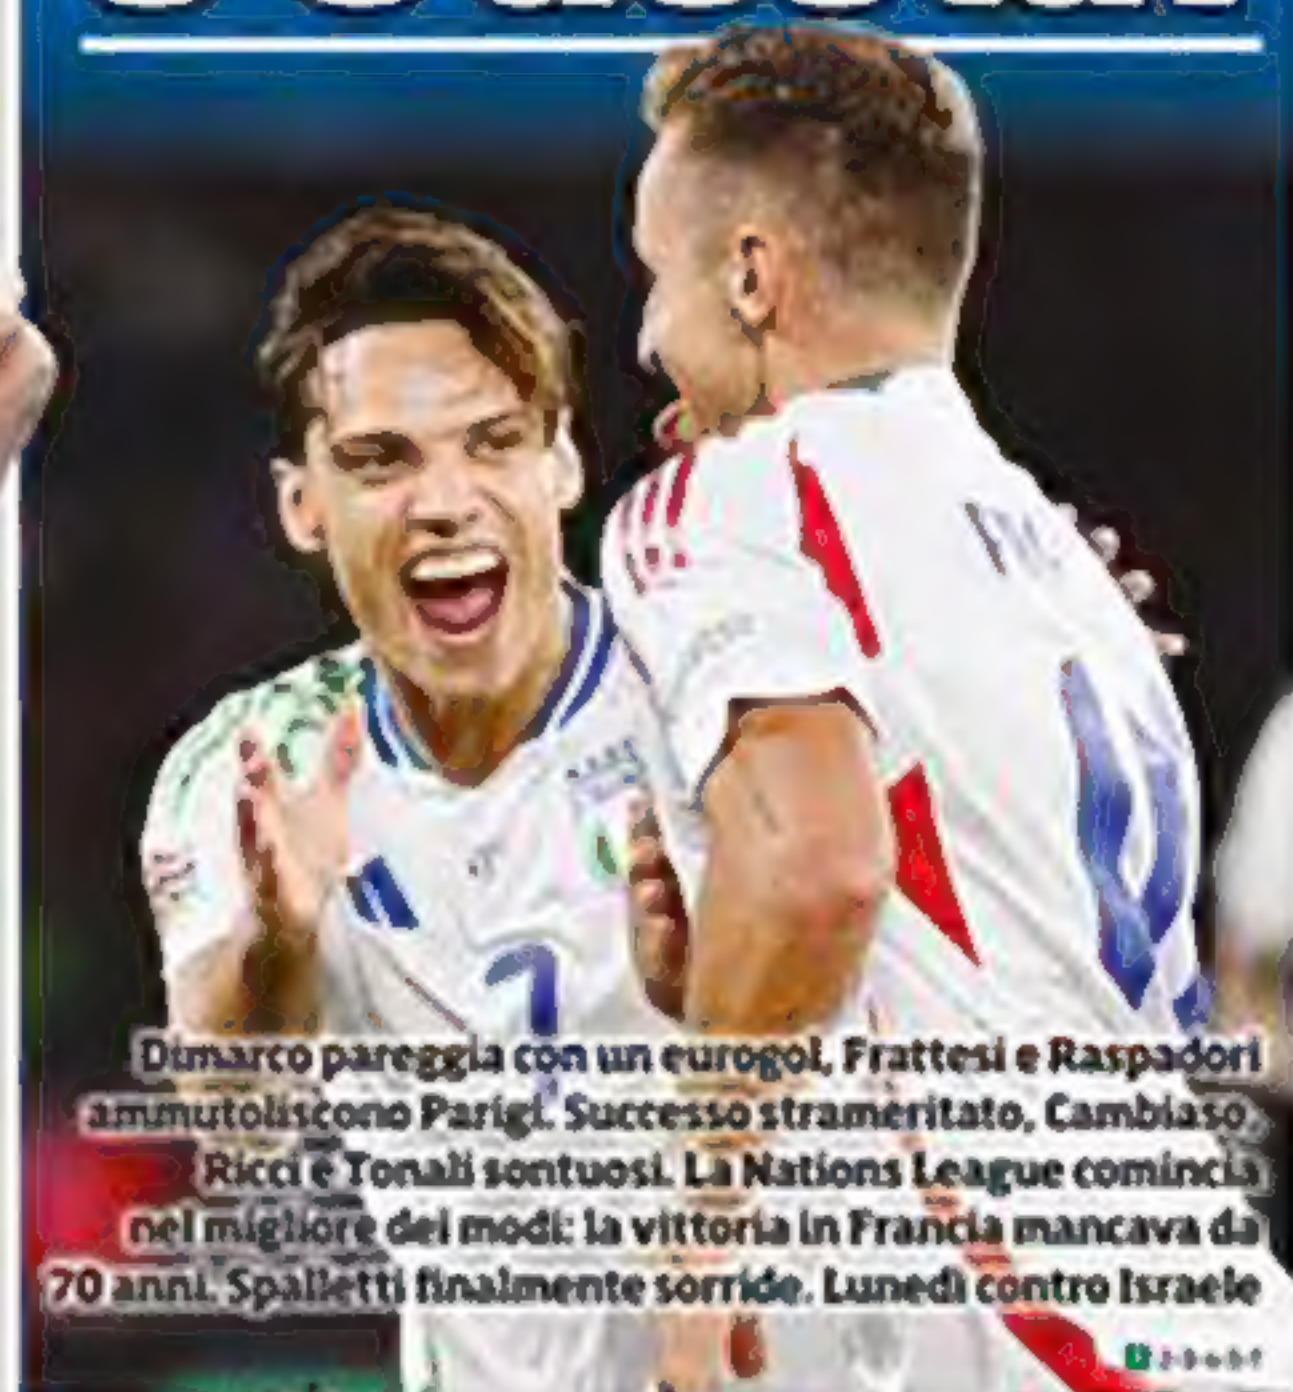 Dimarco pareggia con un eurogol, Frattesi e Raspadori
ammutoliscono Parigi. Successo strameritato, Cambiaso,
Ricci e Tonali sontuosi. La Nations League comincia
nel migliore dei modi: la vittoria in Francia mancava da
70 anni. Spalletti finalmente sorride. Lunedì contro Israele
7